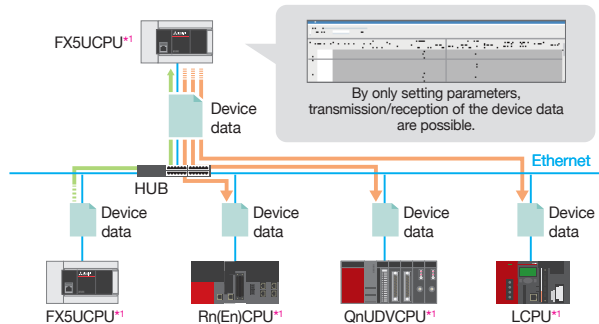 FX5UCPU*1
By only setting parameters,
transmission/reception of the device data
are possible.
Device
data
Ethernet
HUB
Device
data
Device
data
Device
data
Device
data
FX5UCPU*1
Rn(En)CPU*1
QnUDVCPU*1
LCPU*1